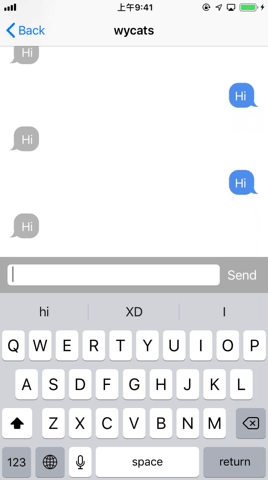 上午9:41
Back
wycats
Hi
Hi
Hi
Hi
Hi
Send
hi
XD
I
Q W E R T Y U I O P
A S D F G H J K L
Z X C V B N M
123
space
return